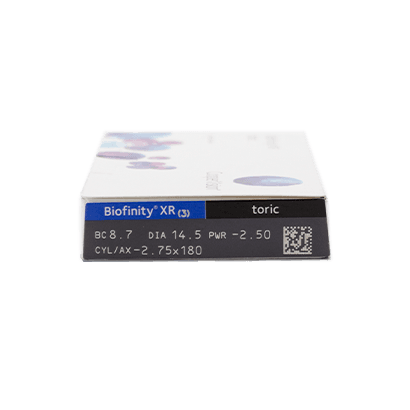 Biofinity® XR (3) toric
BC 8.7 DIA 14.5 PWR -2.50
CYL/AX -2.75x180